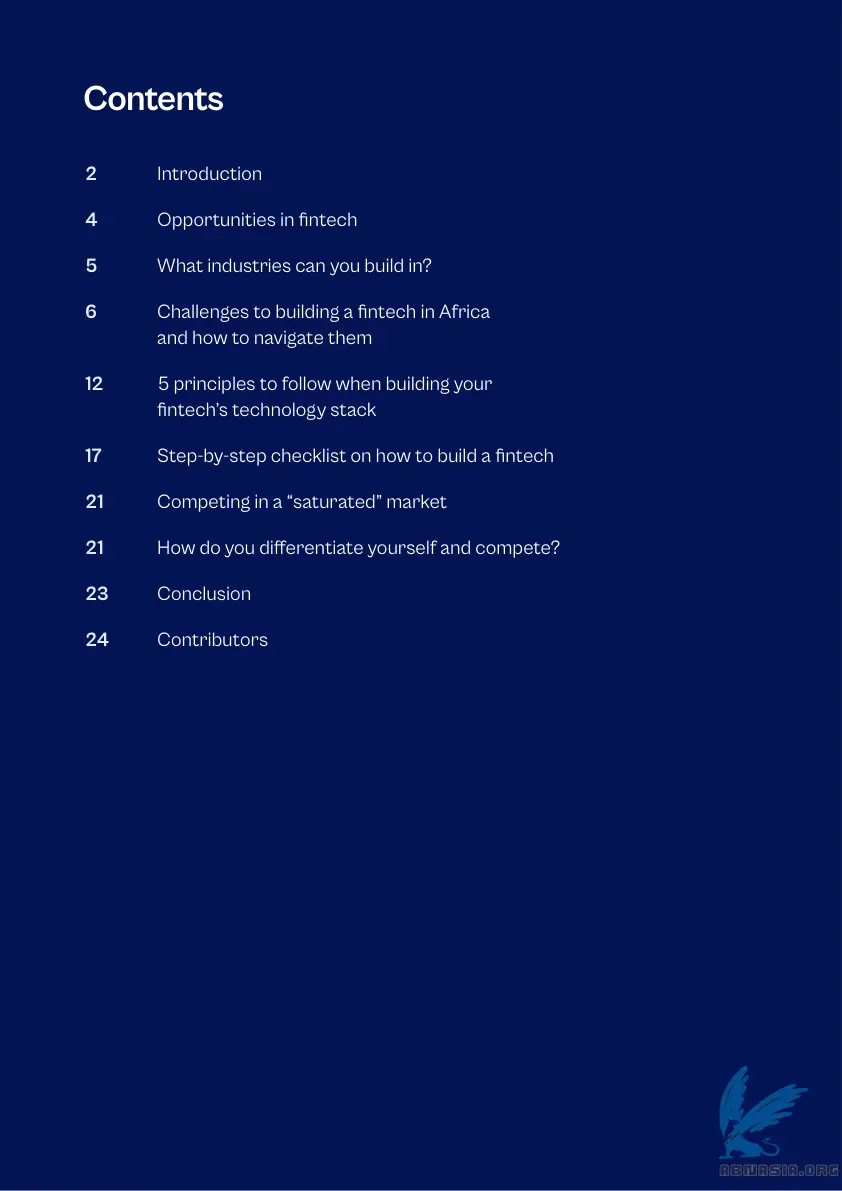 Contents
2 Introduction
4 Opportunities in fintech
5 What industries can you build in?
6 Challenges to building a fintech in Africa
and how to navigate them
12 5 principles to follow when building your
fintech's technology stack
17 Step-by-step checklist on how to build a fintech
21 Competing in a “saturated” market
21 How do you differentiate yourself and compete?
23 Conclusion
24 Contributors
ABNASIA.ORG